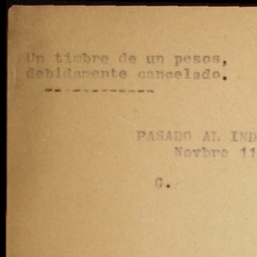 Un timbre de un pesos,
debidamente cancelado.
------------
PASADO AL IND
Novbre 11
G.